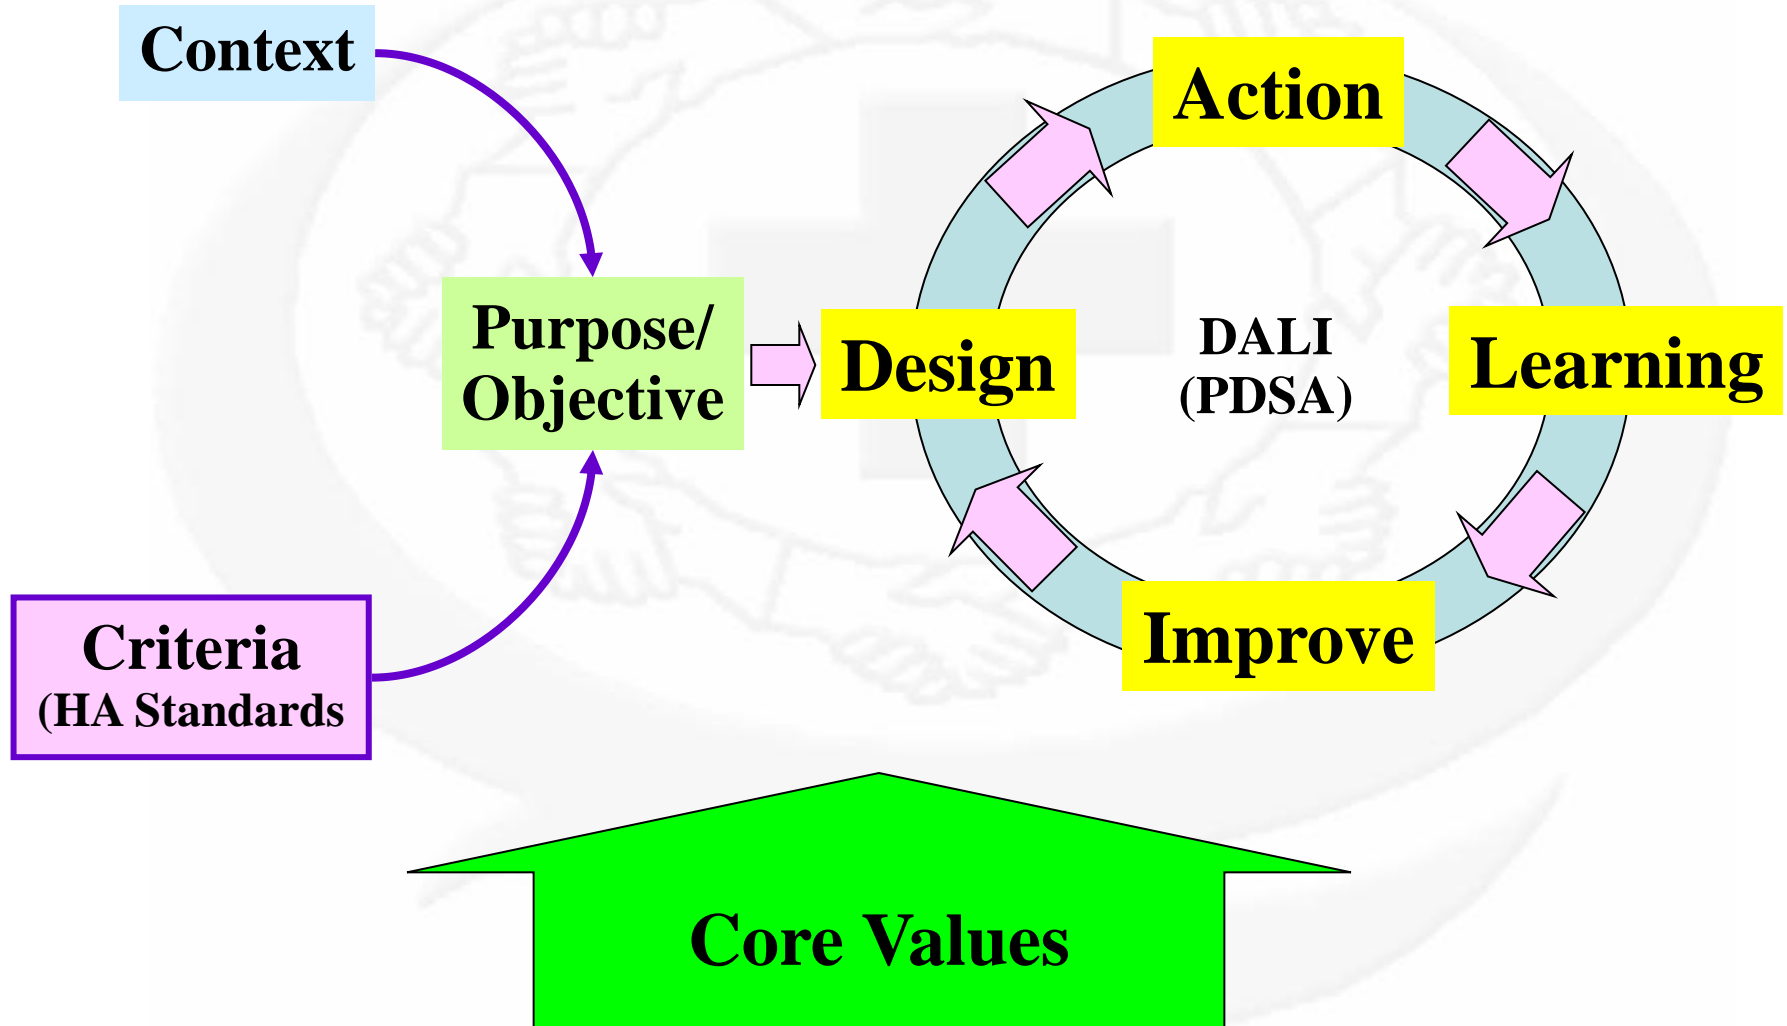 Context
Action
Purpose/
Objective
Design
DALI
(PDSA)
Learning
Criteria
(HA Standards
Improve
Core Values